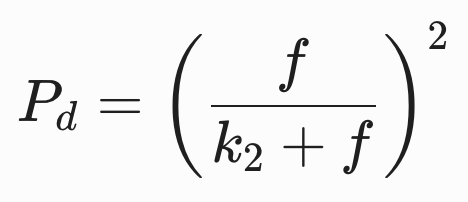 P_d = \left( \frac{f}{k_2 + f} \right)^2